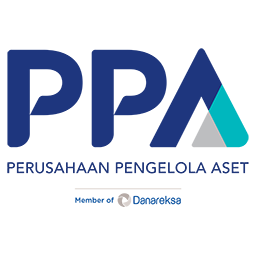 PPA
PERUSAHAAN PENGELOLA ASET
Member of Danareksa